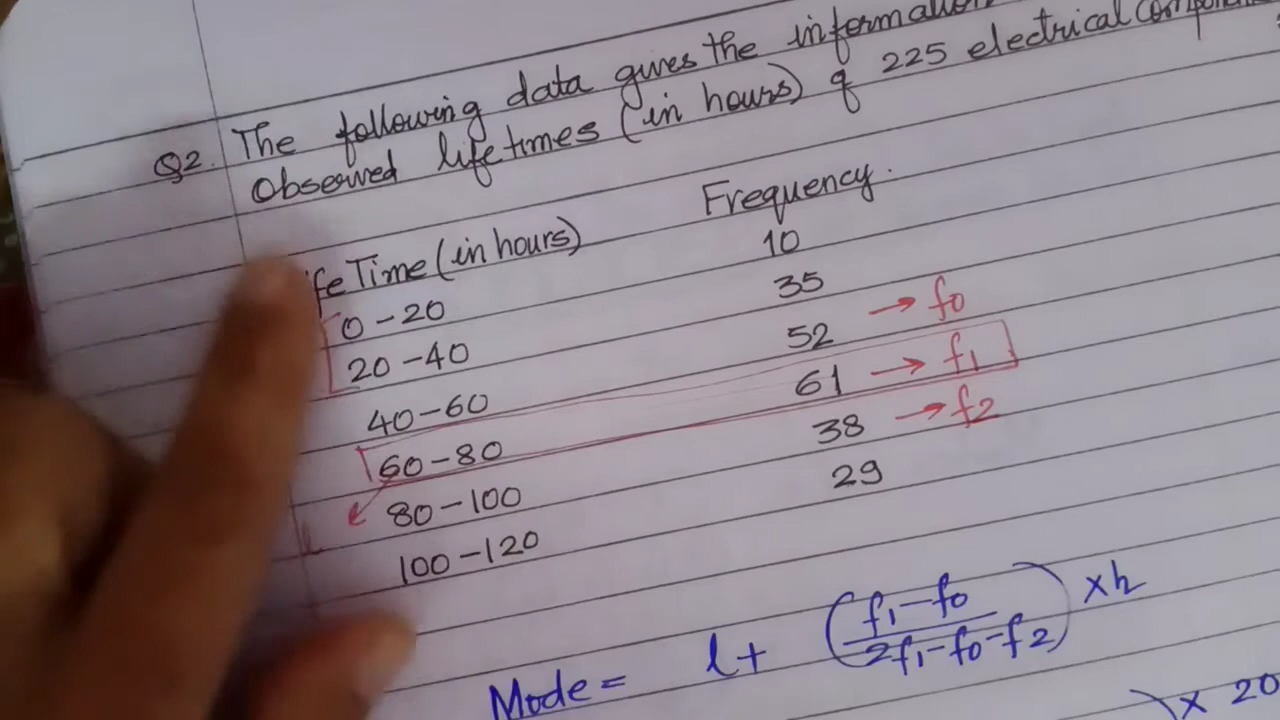 The following data gives the information
Q2. Observed lifetimes (in hours) of 225 electrical
Life Time (in hours) Frequency.
0-20 10
20-40 35
40-60 52 → f0
60-80 61 → f1
80-100 38 → f2
100-120 29
Mode = l + (f1-f0 / 2f1-f0-f2) × h
) × 20